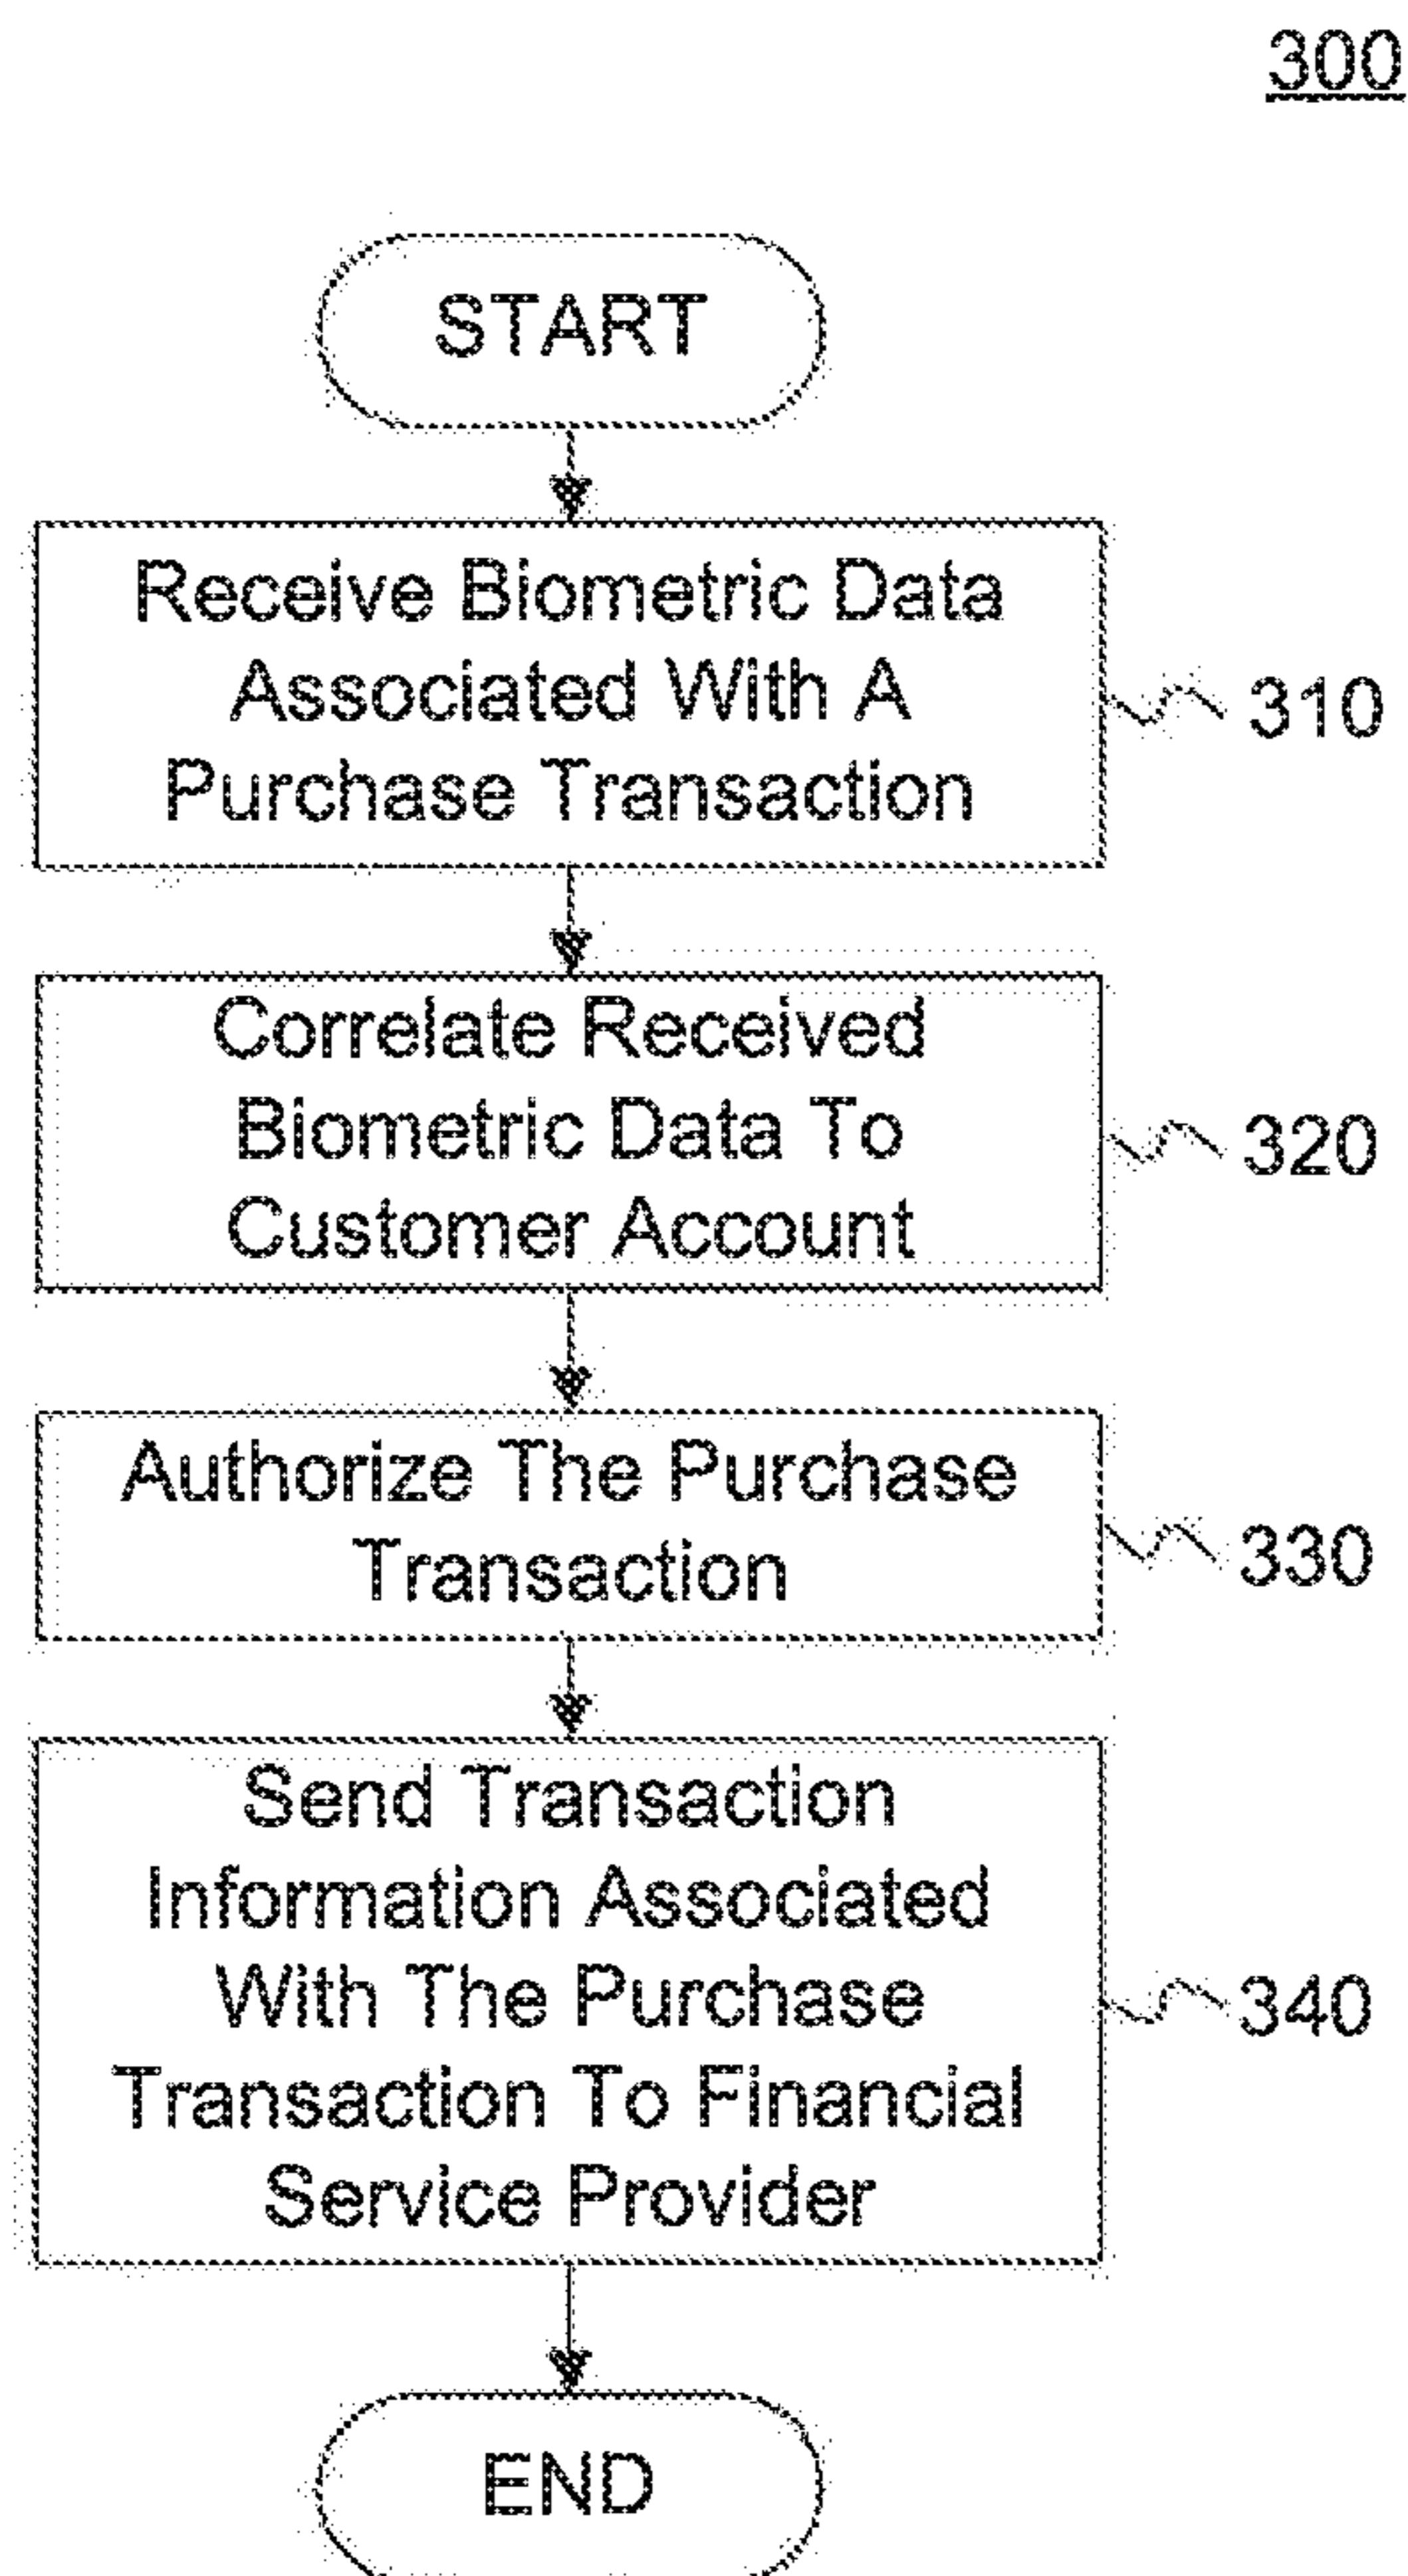 300
START
Receive Biometric Data
Associated With A
Purchase Transaction
310
Correlate Received
Biometric Data To
Customer Account
320
Authorize The Purchase
Transaction
330
Send Transaction
Information Associated
With The Purchase
Transaction To Financial
Service Provider
340
END